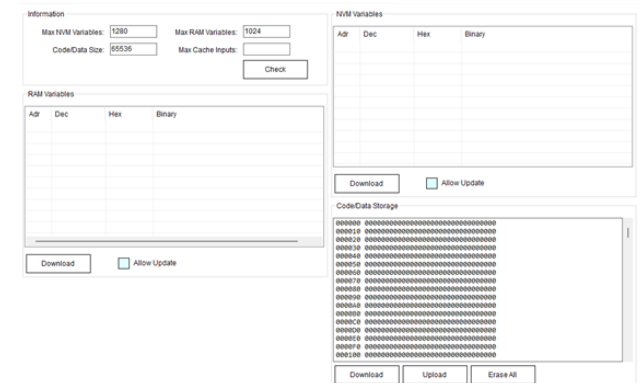 Information
Max NVM Variables: 1280
Max RAM Variables: 1024
Code/Data Size: 65536
Max Cache Inputs:
Check
RAM Variables
Adr Dec Hex Binary
Download
Allow Update
NVM Variables
Adr Dec Hex Binary
Download
Allow Update
Code/Data Storage
000000 00000000000000000000000000000000
000010 00000000000000000000000000000000
000020 00000000000000000000000000000000
000030 00000000000000000000000000000000
000040 00000000000000000000000000000000
000050 00000000000000000000000000000000
000060 00000000000000000000000000000000
000070 00000000000000000000000000000000
000080 00000000000000000000000000000000
000090 00000000000000000000000000000000
0000A0 00000000000000000000000000000000
0000B0 00000000000000000000000000000000
0000C0 00000000000000000000000000000000
0000D0 00000000000000000000000000000000
0000E0 00000000000000000000000000000000
0000F0 00000000000000000000000000000000
000100 00000000000000000000000000000000
Download
Upload
Erase All